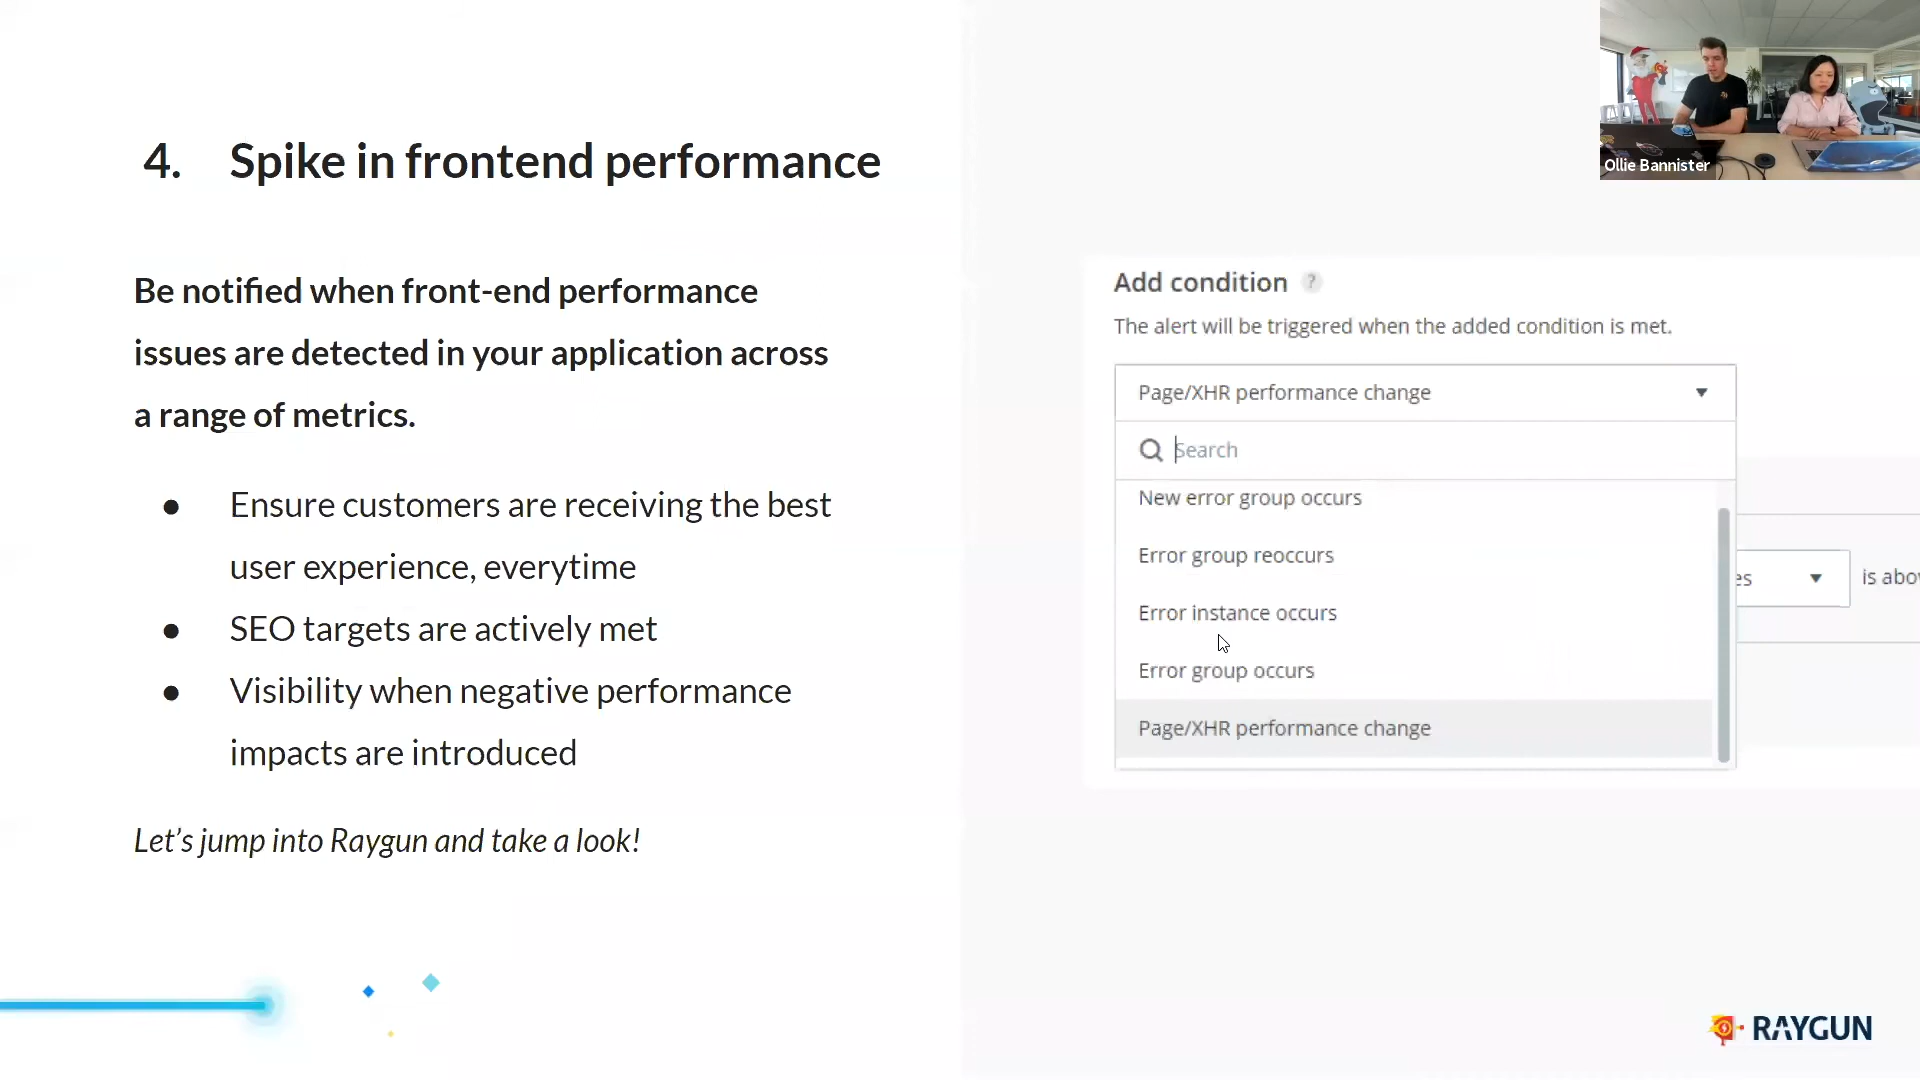 4. Spike in frontend performance
Be notified when front-end performance
issues are detected in your application across
a range of metrics.
● Ensure customers are receiving the best
user experience, everytime
● SEO targets are actively met
● Visibility when negative performance
impacts are introduced
Let's jump into Raygun and take a look!
Ollie Bannister
Add condition ?
The alert will be triggered when the added condition is met.
Page/XHR performance change
Search
New error group occurs
Error group reoccurs
Error instance occurs
Error group occurs
Page/XHR performance change
es
is abo
RAYGUN